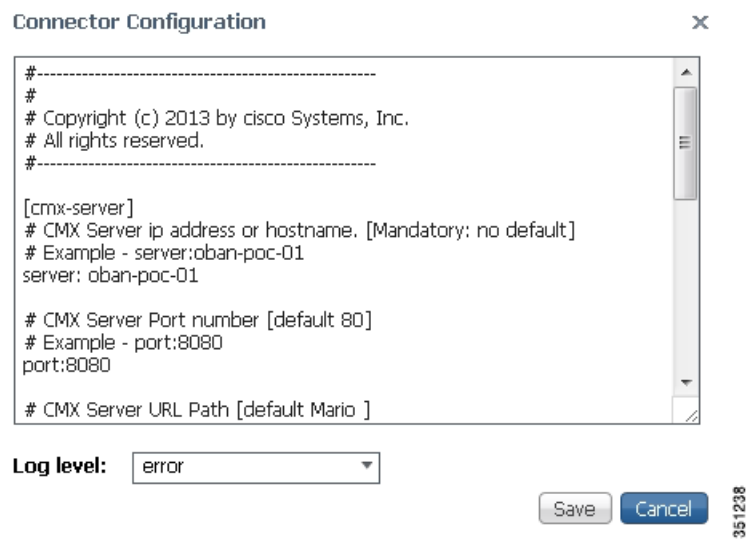 Connector Configuration
#----------------------------------------------------
#
# Copyright (c) 2013 by cisco Systems, Inc.
# All rights reserved.
#----------------------------------------------------
[cmx-server]
# CMX Server ip address or hostname. [Mandatory: no default]
# Example - server:oban-poc-01
server: oban-poc-01
# CMX Server Port number [default 80]
# Example - port:8080
port:8080
# CMX Server URL Path [default Mario ]
Log level: error
Save Cancel
351238